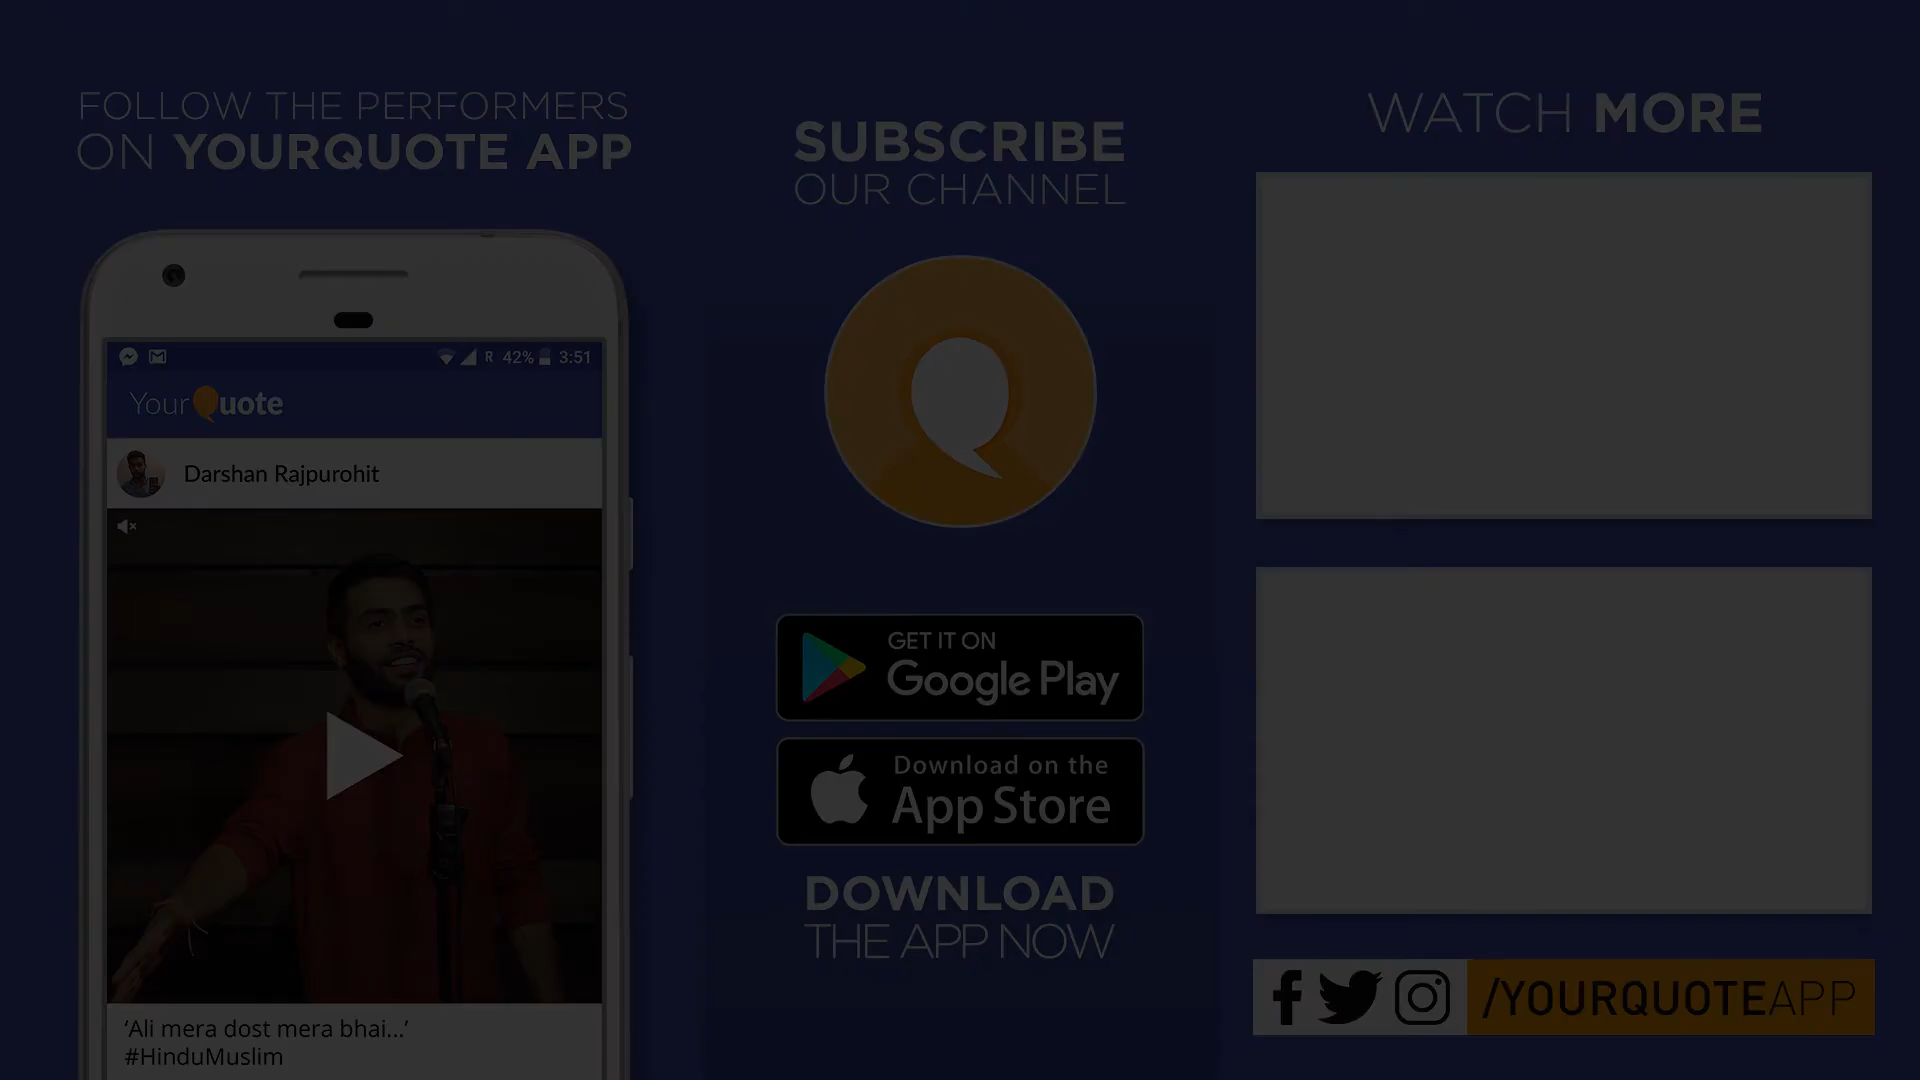 FOLLOW THE PERFORMERS
ON YOURQUOTE APP
R 42% 3:51
YourQuote
Darshan Rajpurohit
‘Ali mera dost mera bhai...’
#HinduMuslim
SUBSCRIBE
OUR CHANNEL
GET IT ON
Google Play
Download on the
App Store
DOWNLOAD
THE APP NOW
WATCH MORE
/YOURQUOTEAPP